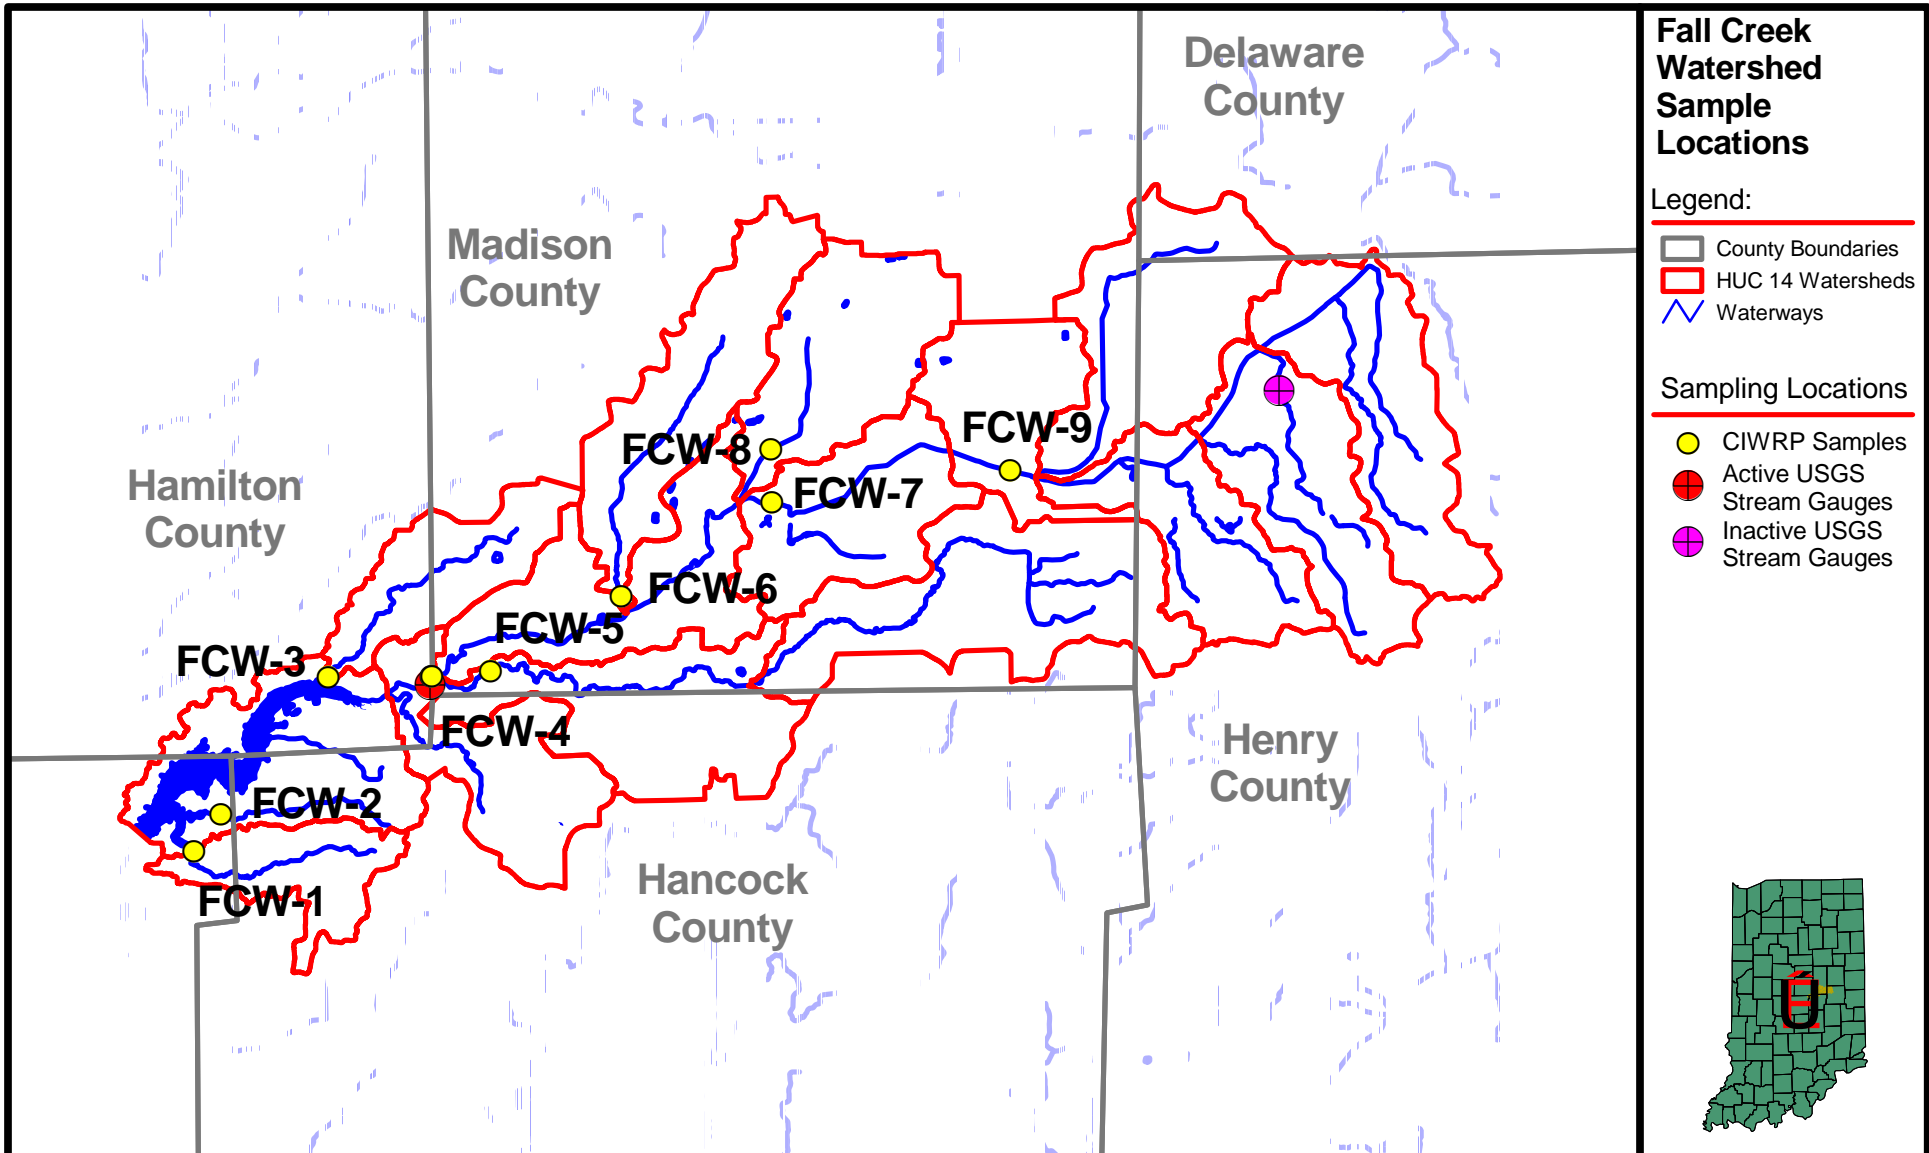 Fall Creek
Watershed
Sample
Locations
Legend:
County Boundaries
HUC 14 Watersheds
Waterways
Sampling Locations
CIWRP Samples
Active USGS
Stream Gauges
Inactive USGS
Stream Gauges
Delaware
County
Madison
County
Hamilton
County
Henry
County
Hancock
County
FCW-9
FCW-8
FCW-7
FCW-6
FCW-5
FCW-3
FCW-4
FCW-2
FCW-1
Ú